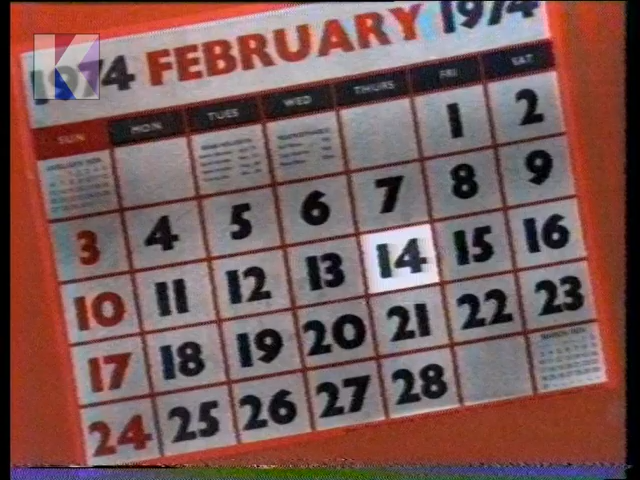 K
1974 FEBRUARY 1974
SUN MON TUES WED THURS FRI SAT
1 2
3 4 5 6 7 8 9
10 11 12 13 14 15 16
17 18 19 20 21 22 23
24 25 26 27 28